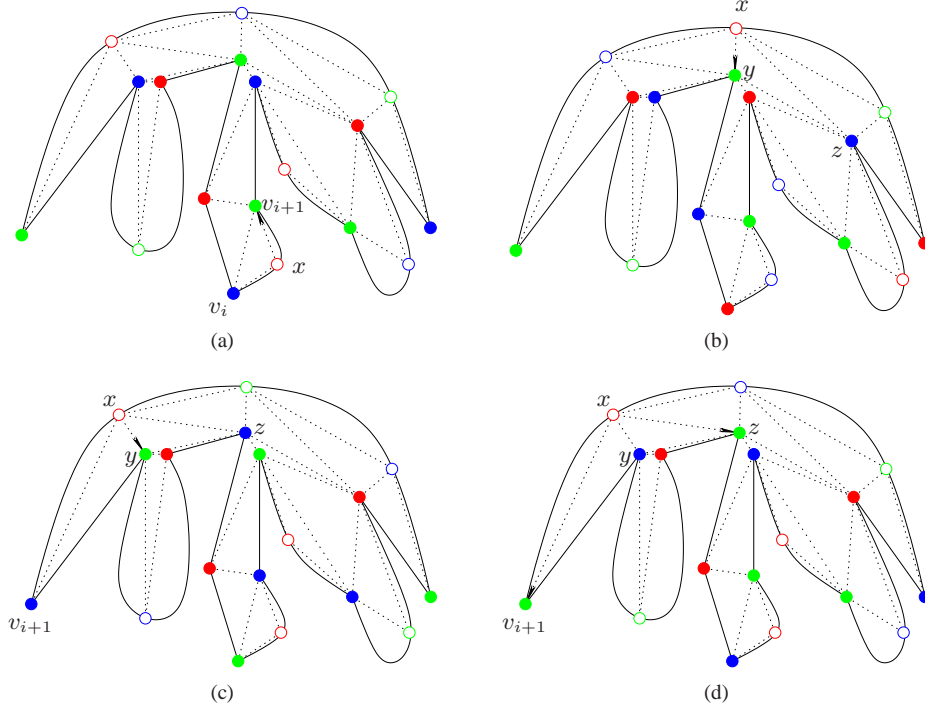 x
y
z
v_{i+1}
x
v_i
(a)
(b)
x
z
y
v_{i+1}
(c)
x
z
y
v_{i+1}
(d)